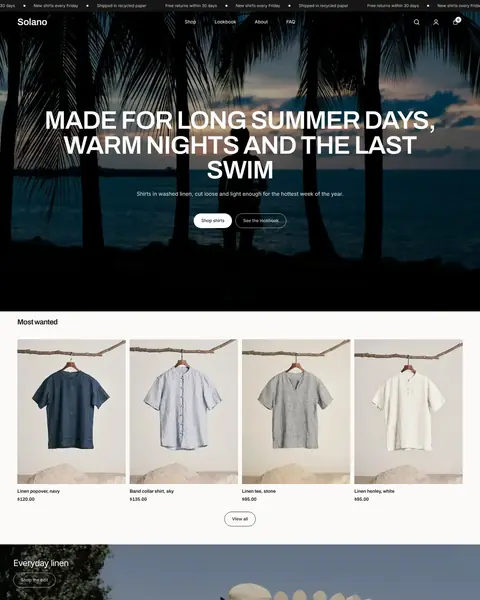 30 days • New shirts every Friday • Shipped in recycled paper • Free returns within 30 days • New shirts every Friday • Shipped in recycled paper • Free returns within 30 days • New shirts every Friday
Solano
Shop Lookbook About FAQ
MADE FOR LONG SUMMER DAYS,
WARM NIGHTS AND THE LAST
SWIM
Shirts in washed linen, cut loose and light enough for the hottest week of the year.
Shop shirts See the lookbook
Most wanted
Linen popover, navy
$120.00
Band collar shirt, sky
$135.00
Linen tee, stone
$85.00
Linen henley, white
$95.00
View all
Everyday linen
Shop the edit